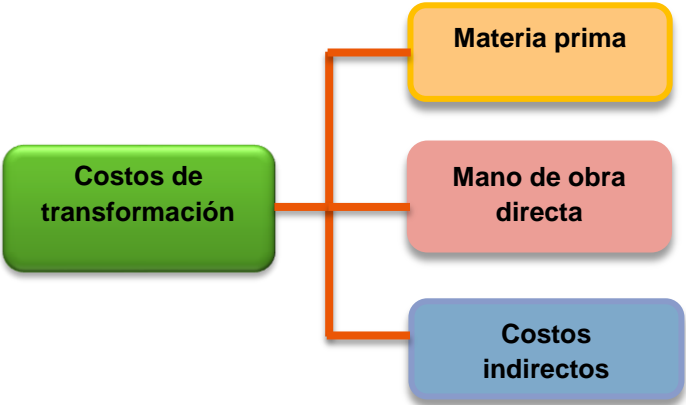 Materia prima
Costos de
transformación
Mano de obra
directa
Costos
indirectos